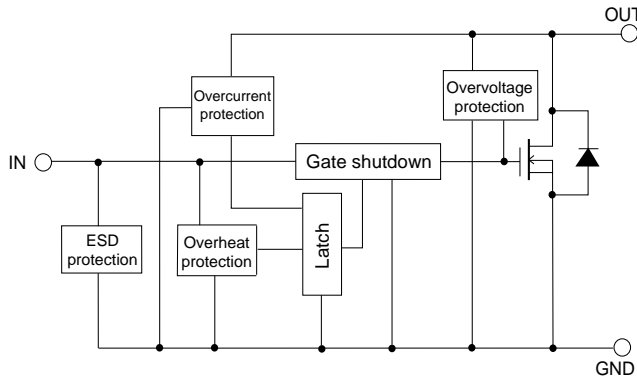 OUT
Overcurrent
protection
Overvoltage
protection
IN
Gate shutdown
ESD
protection
Overheat
protection
Latch
GND